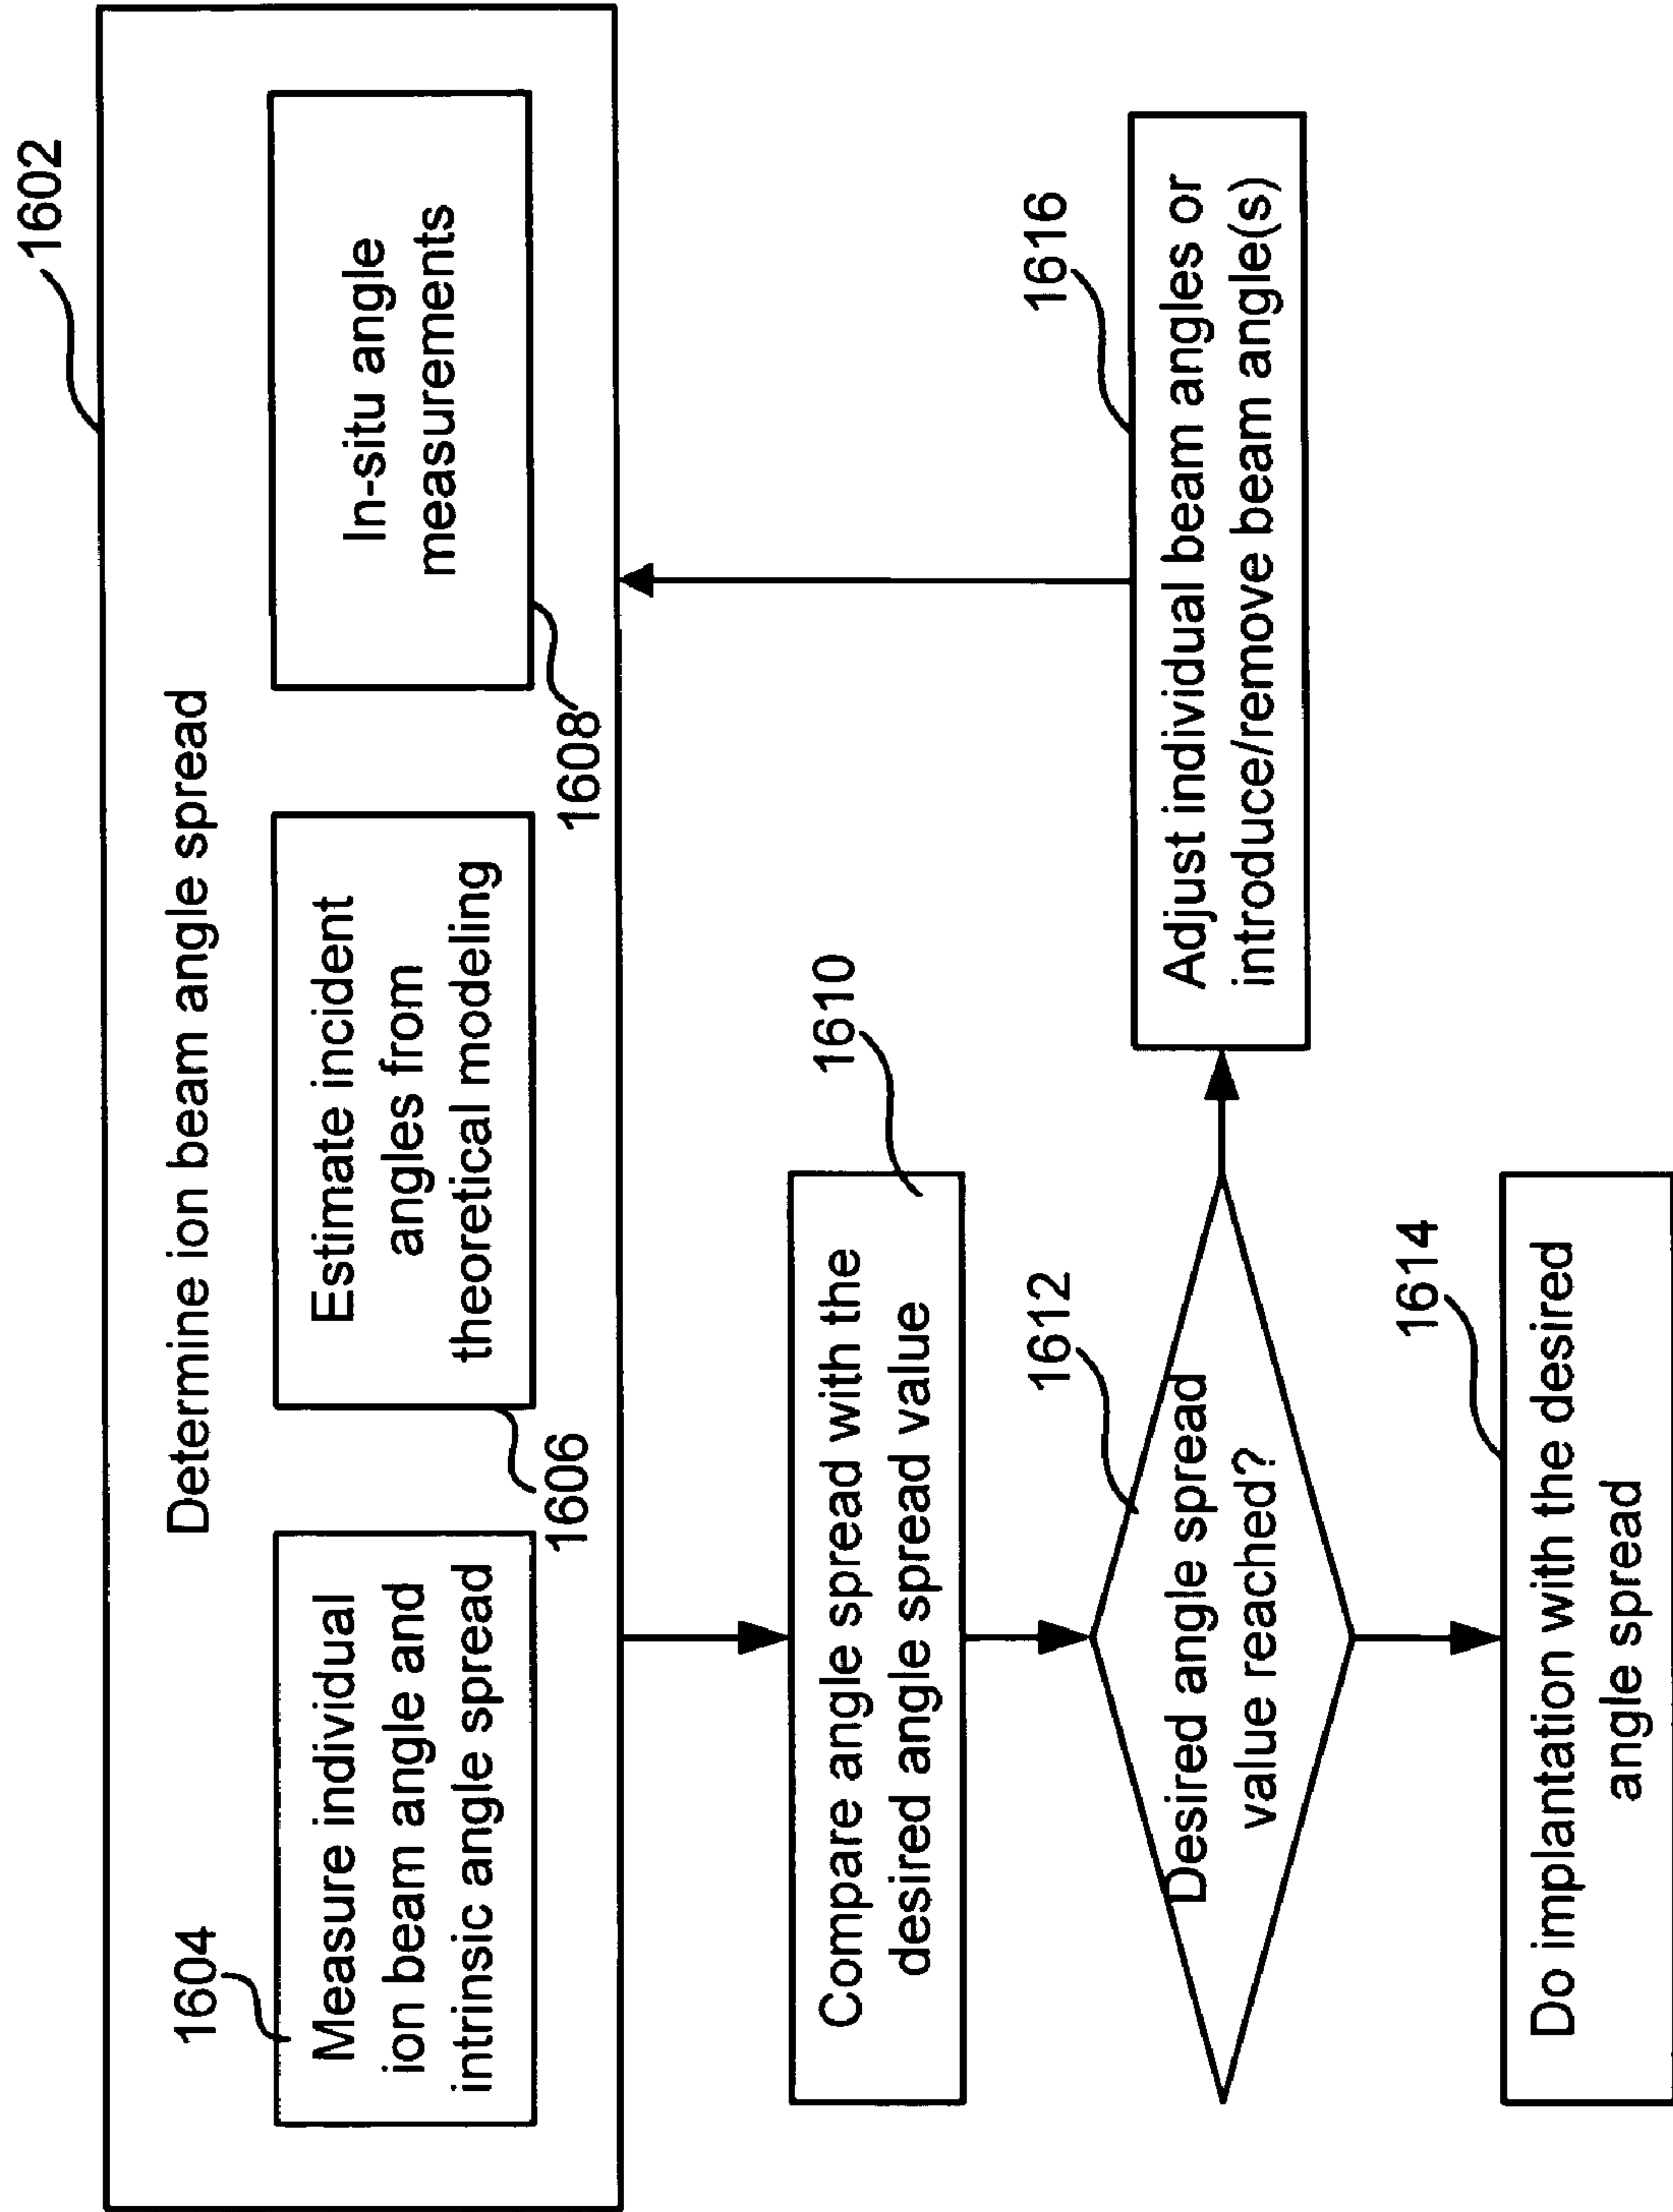 1602
Determine ion beam angle spread
1604
Measure individual
ion beam angle and
intrinsic angle spread
Estimate incident
angles from
theoretical modeling
1606
In-situ angle
measurements
1608
1610
Compare angle spread with the
desired angle spread value
1612
Desired angle spread
value reached?
1616
Adjust individual beam angles or
introduce/remove beam angle(s)
1614
Do implantation with the desired
angle spread